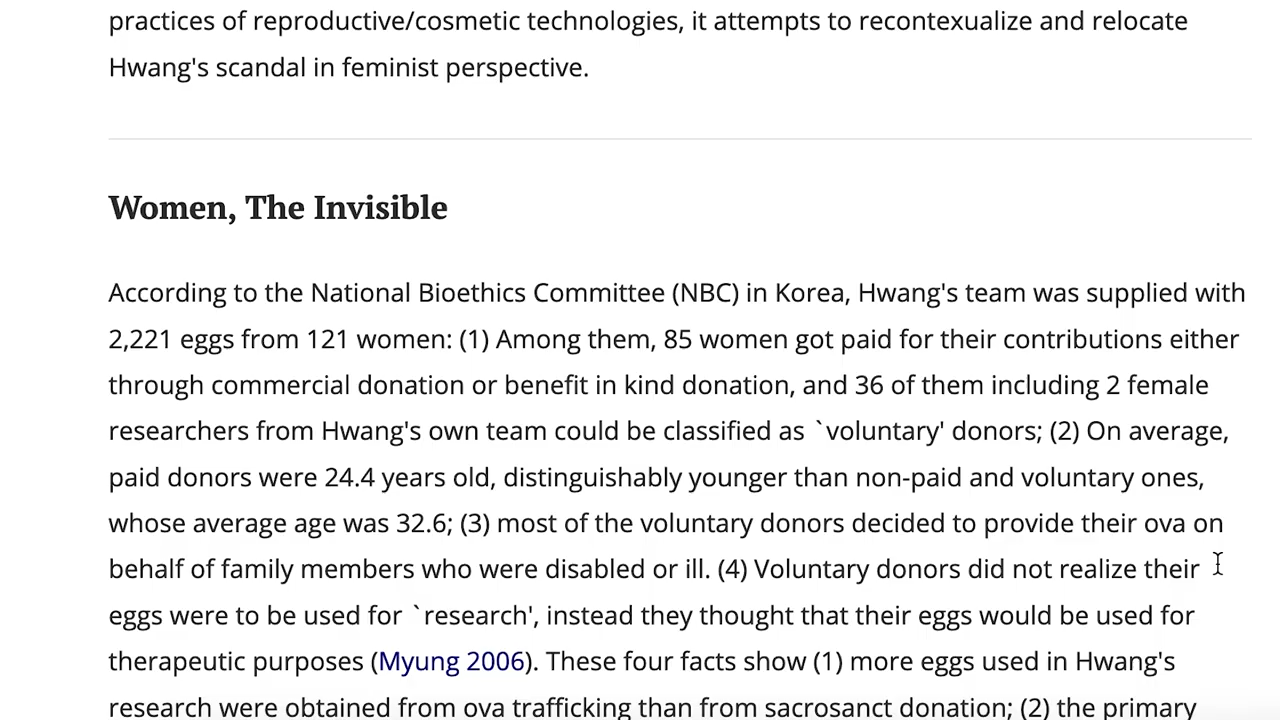 practices of reproductive/cosmetic technologies, it attempts to recontexualize and relocate
Hwang's scandal in feminist perspective.
Women, The Invisible
According to the National Bioethics Committee (NBC) in Korea, Hwang's team was supplied with
2,221 eggs from 121 women: (1) Among them, 85 women got paid for their contributions either
through commercial donation or benefit in kind donation, and 36 of them including 2 female
researchers from Hwang's own team could be classified as `voluntary' donors; (2) On average,
paid donors were 24.4 years old, distinguishably younger than non-paid and voluntary ones,
whose average age was 32.6; (3) most of the voluntary donors decided to provide their ova on
behalf of family members who were disabled or ill. (4) Voluntary donors did not realize their
eggs were to be used for `research', instead they thought that their eggs would be used for
therapeutic purposes (Myung 2006). These four facts show (1) more eggs used in Hwang's
research were obtained from ova trafficking than from sacrosanct donation; (2) the primary